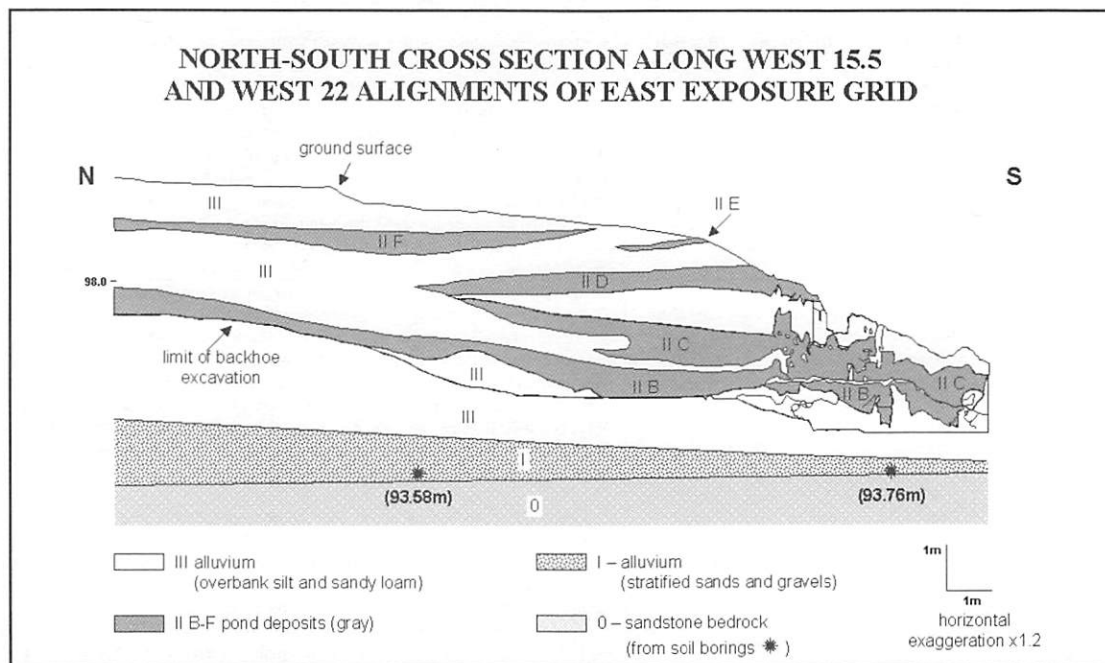 NORTH-SOUTH CROSS SECTION ALONG WEST 15.5
AND WEST 22 ALIGNMENTS OF EAST EXPOSURE GRID
ground surface
N
S
III
II E
II F
III
98.0
II D
II C
limit of backhoe
excavation
III
II B
II C
II B
III
I
(93.58m)
(93.76m)
0
III alluvium
(overbank silt and sandy loam)
I – alluvium
(stratified sands and gravels)
1m
1m
II B-F pond deposits (gray)
0 – sandstone bedrock
(from soil borings ✷ )
horizontal
exaggeration x1.2